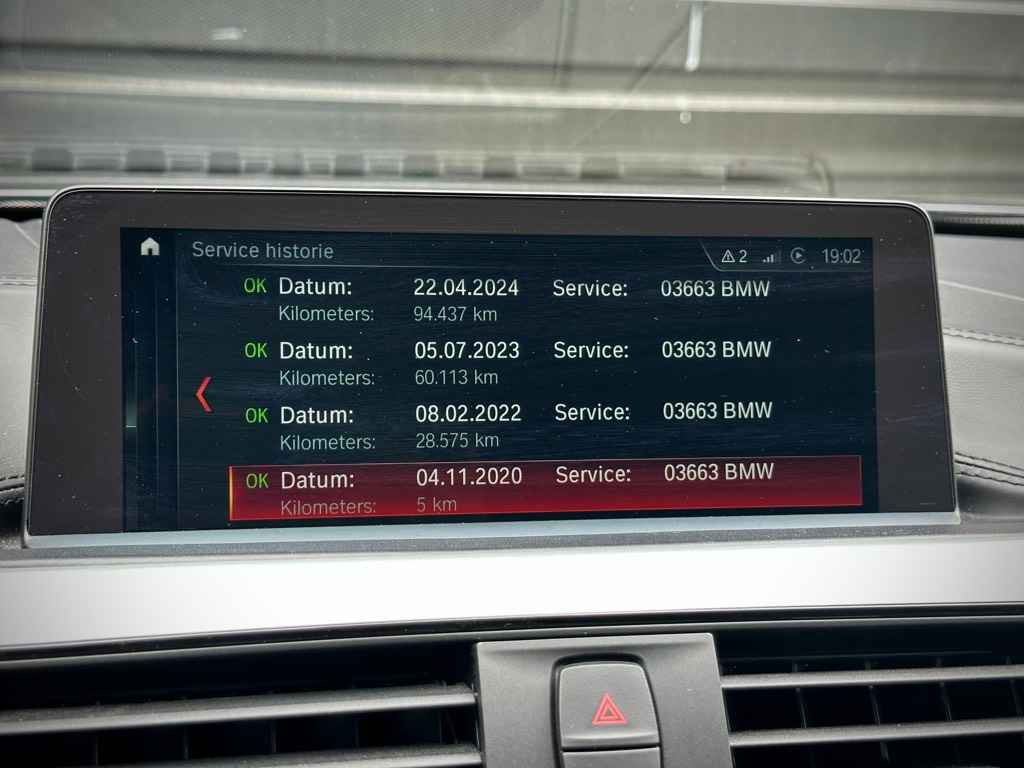 Service historie
2 19:02
OK Datum: 22.04.2024 Service: 03663 BMW
Kilometers: 94.437 km
OK Datum: 05.07.2023 Service: 03663 BMW
Kilometers: 60.113 km
OK Datum: 08.02.2022 Service: 03663 BMW
Kilometers: 28.575 km
OK Datum: 04.11.2020 Service: 03663 BMW
Kilometers: 5 km